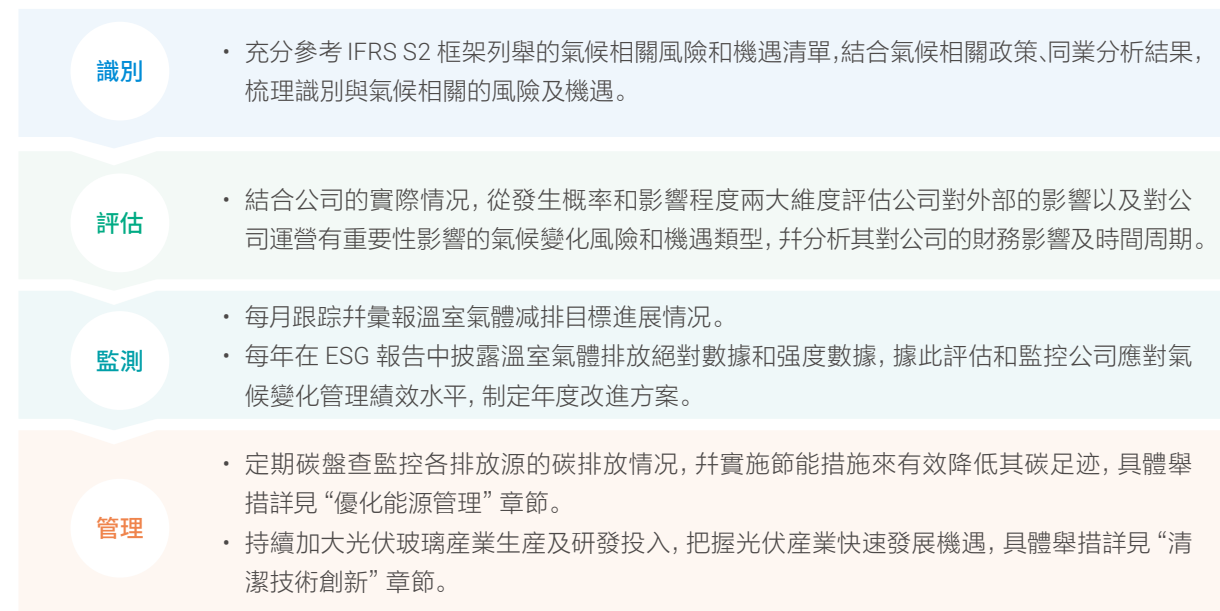 識別
• 充分參考 IFRS S2 框架列舉的氣候相關風險和機遇清單,結合氣候相關政策、同業分析結果,
梳理識別與氣候相關的風險及機遇。
評估
• 結合公司的實際情況, 從發生概率和影響程度兩大維度評估公司對外部的影響以及對公
司運營有重要性影響的氣候變化風險和機遇類型, 幷分析其對公司的財務影響及時間周期。
監測
• 每月跟踪幷彙報溫室氣體减排目標進展情况。
• 每年在 ESG 報告中披露溫室氣體排放絕對數據和强度數據, 據此評估和監控公司應對氣
候變化管理績效水平, 制定年度改進方案。
管理
• 定期碳盤查監控各排放源的碳排放情况, 幷實施節能措施來有效降低其碳足迹, 具體舉
措詳見 “優化能源管理” 章節。
• 持續加大光伏玻璃産業生産及研發投入, 把握光伏産業快速發展機遇, 具體舉措詳見 “清
潔技術創新” 章節。